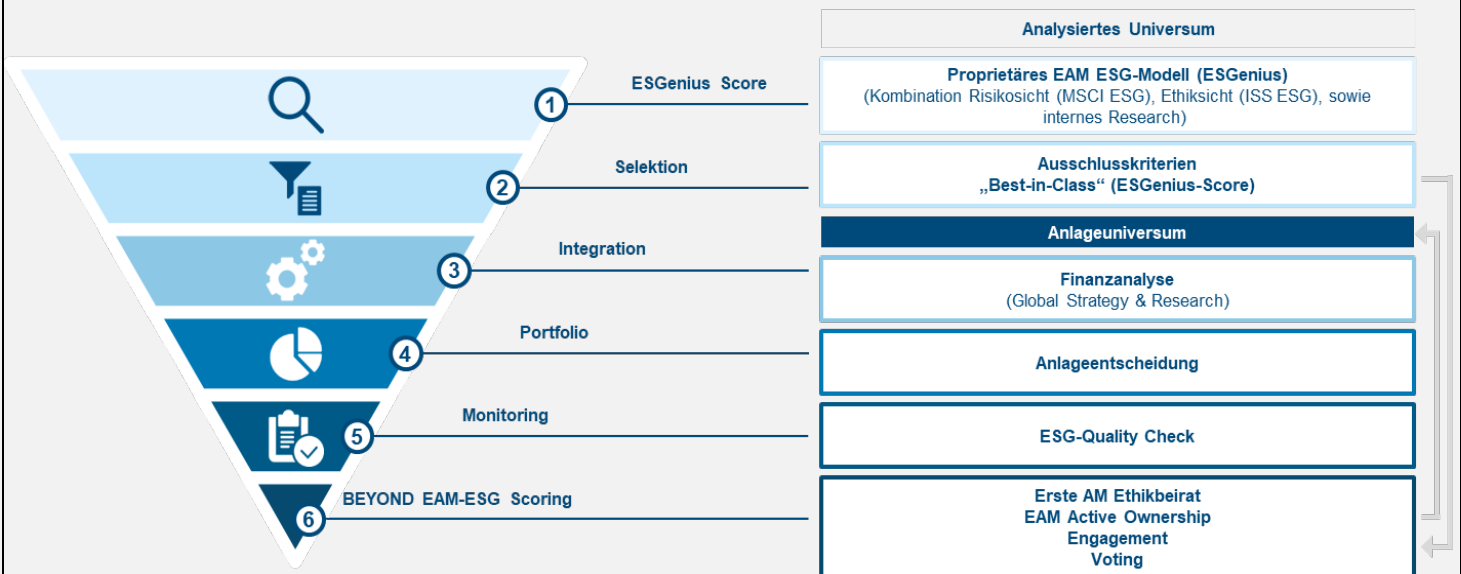 Analysiertes Universum
1
ESGenius Score
Proprietäres EAM ESG-Modell (ESGenius)
(Kombination Risikosicht (MSCI ESG), Ethiksicht (ISS ESG), sowie
internes Research)
2
Selektion
Ausschlusskriterien
„Best-in-Class“ (ESGenius-Score)
Anlageuniversum
3
Integration
Finanzanalyse
(Global Strategy & Research)
4
Portfolio
Anlageentscheidung
5
Monitoring
ESG-Quality Check
6
BEYOND EAM-ESG Scoring
Erste AM Ethikbeirat
EAM Active Ownership
Engagement
Voting